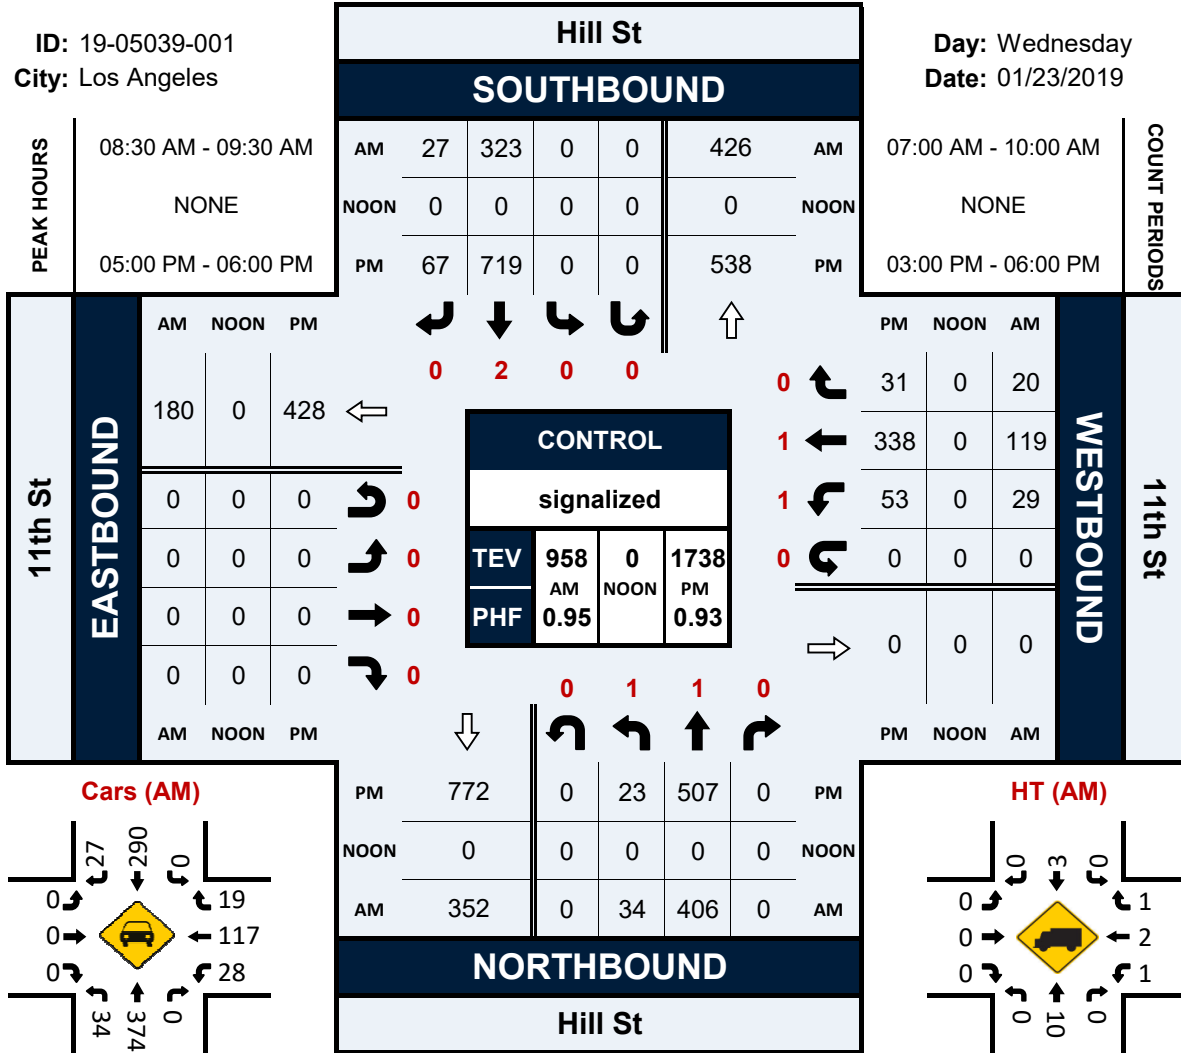 Hill St
ID: 19-05039-001
Day: Wednesday
City: Los Angeles
Date: 01/23/2019
SOUTHBOUND
PEAK HOURS
08:30 AM - 09:30 AM
NONE
05:00 PM - 06:00 PM
AM 27 323 0 0 426 AM
NOON 0 0 0 0 0 NOON
PM 67 719 0 0 538 PM
07:00 AM - 10:00 AM
NONE
03:00 PM - 06:00 PM
COUNT PERIODS
0 2 0 0
11th St
EASTBOUND
AM NOON PM
180 0 428
0 0 0 0
0 0 0 0
0 0 0 0
0 0 0 0
AM NOON PM
CONTROL
signalized
TEV 958 0 1738
AM NOON PM
PHF 0.95 0.93
PM NOON AM
0 31 0 20
1 338 0 119
1 53 0 29
0 0 0 0
0 0 0
PM NOON AM
WESTBOUND
11th St
0 1 1 0
PM 772 0 23 507 0 PM
NOON 0 0 0 0 0 NOON
AM 352 0 34 406 0 AM
NORTHBOUND
Hill St
Cars (AM)
27 290 0
0 19
0 117
0 28
34 374 0
HT (AM)
0 3 0
0 1
0 2
0 1
0 10 0